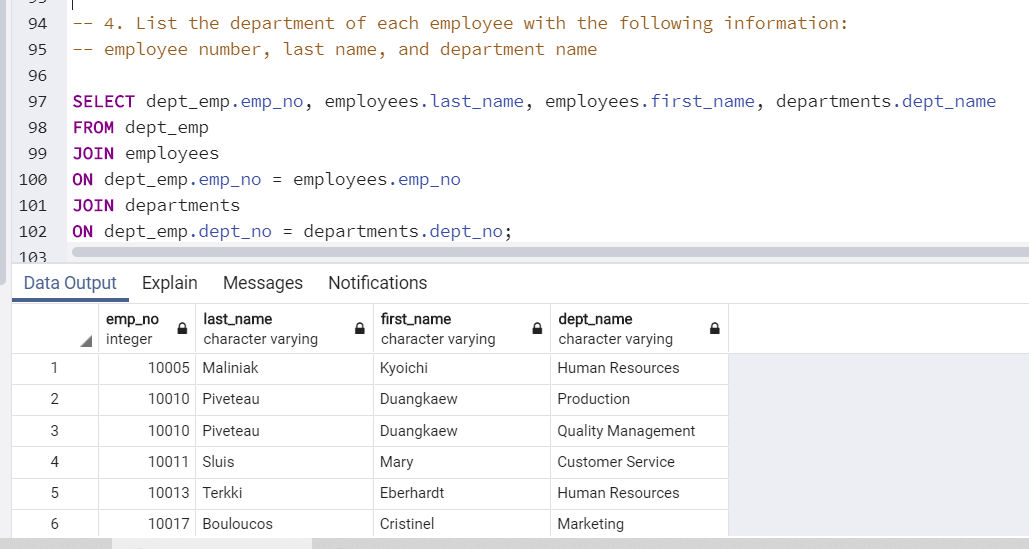 93
94 -- 4. List the department of each employee with the following information:
95 -- employee number, last name, and department name
96
97 SELECT dept_emp.emp_no, employees.last_name, employees.first_name, departments.dept_name
98 FROM dept_emp
99 JOIN employees
100 ON dept_emp.emp_no = employees.emp_no
101 JOIN departments
102 ON dept_emp.dept_no = departments.dept_no;
103
Data Output Explain Messages Notifications
emp_no last_name first_name dept_name
integer character varying character varying character varying
1 10005 Maliniak Kyoichi Human Resources
2 10010 Piveteau Duangkaew Production
3 10010 Piveteau Duangkaew Quality Management
4 10011 Sluis Mary Customer Service
5 10013 Terkki Eberhardt Human Resources
6 10017 Bouloucos Cristinel Marketing